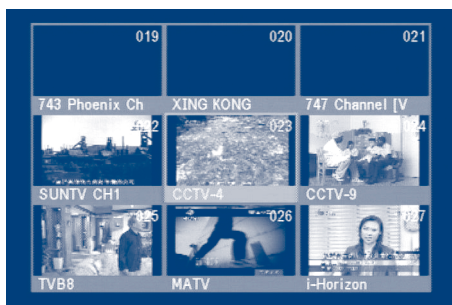 019 020 021
743 Phoenix Ch XING KONG 747 Channel [V
022 023 024
SUNTV CH1 CCTV-4 CCTV-9
025 026 027
TVB8 MATV i-Horizon